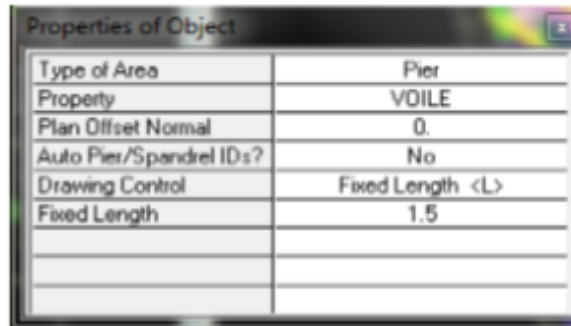 Properties of Object
Type of Area Pier
Property VOILE
Plan Offset Normal 0.
Auto Pier/Spandrel IDs? No
Drawing Control Fixed Length <L>
Fixed Length 1.5